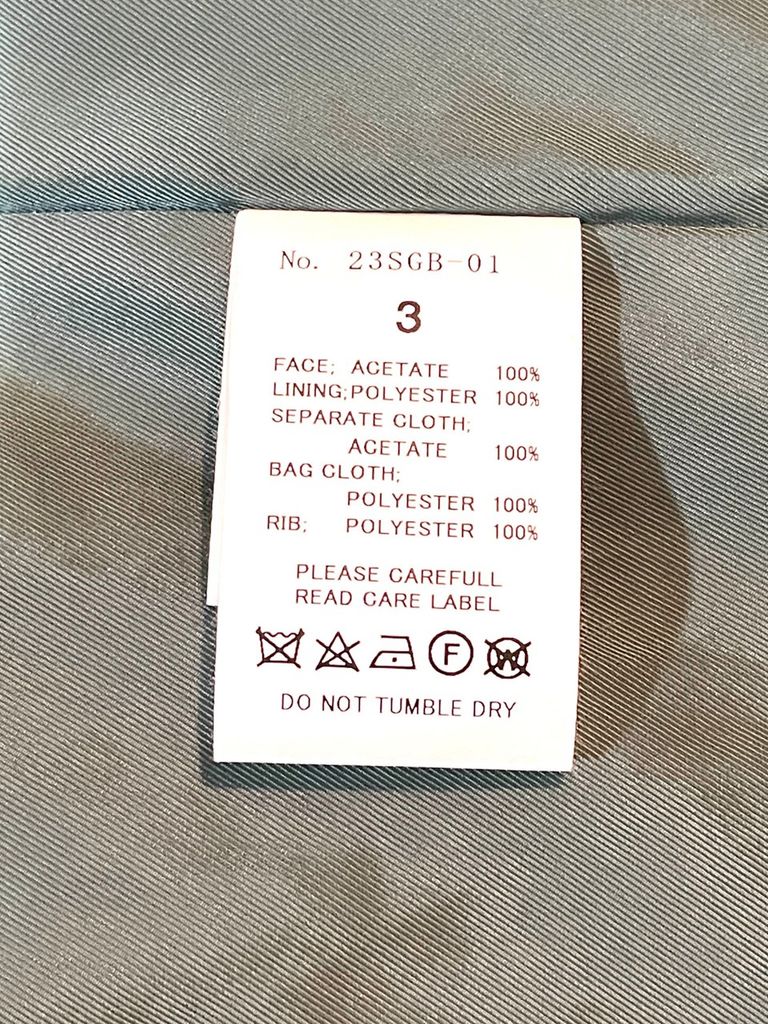 No. 23SGB-01
3
FACE; ACETATE 100%
LINING;POLYESTER 100%
SEPARATE CLOTH;
ACETATE 100%
BAG CLOTH;
POLYESTER 100%
RIB; POLYESTER 100%
PLEASE CAREFULL
READ CARE LABEL
F W
DO NOT TUMBLE DRY